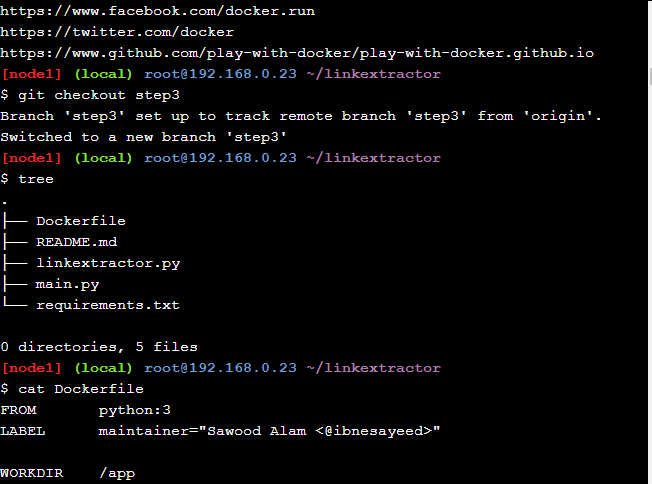 https://www.facebook.com/docker.run
https://twitter.com/docker
https://www.github.com/play-with-docker/play-with-docker.github.io
[node1] (local) root@192.168.0.23 ~/linkextractor
$ git checkout step3
Branch 'step3' set up to track remote branch 'step3' from 'origin'.
Switched to a new branch 'step3'
[node1] (local) root@192.168.0.23 ~/linkextractor
$ tree
.
├── Dockerfile
├── README.md
├── linkextractor.py
├── main.py
└── requirements.txt

0 directories, 5 files
[node1] (local) root@192.168.0.23 ~/linkextractor
$ cat Dockerfile
FROM       python:3
LABEL      maintainer="Sawood Alam <@ibnesayeed>"

WORKDIR    /app